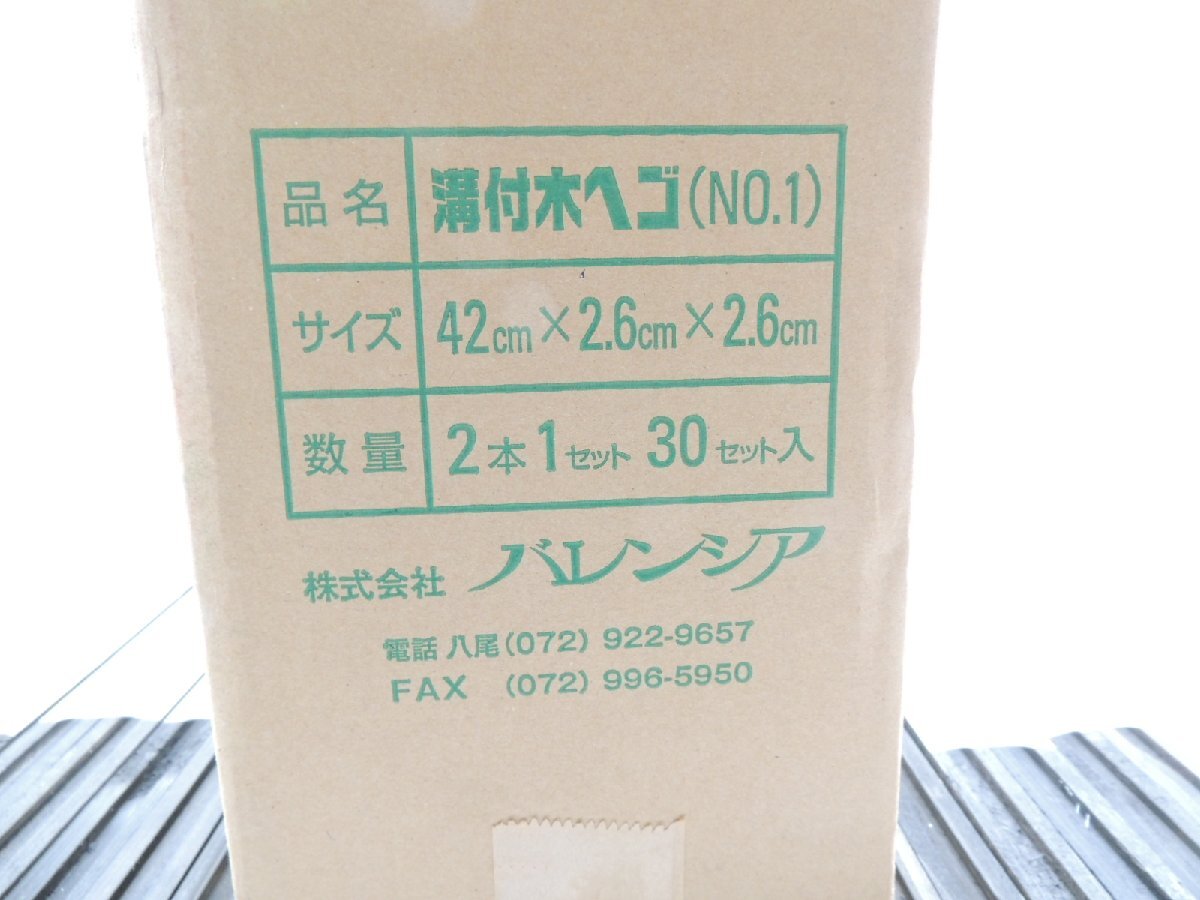 品名 溝付木ヘゴ(NO.1)
サイズ 42cm×2.6cm×2.6cm
数量 2本1セット 30セット入
株式会社 バレンシア
電話 八尾(072) 922-9657
FAX (072) 996-5950